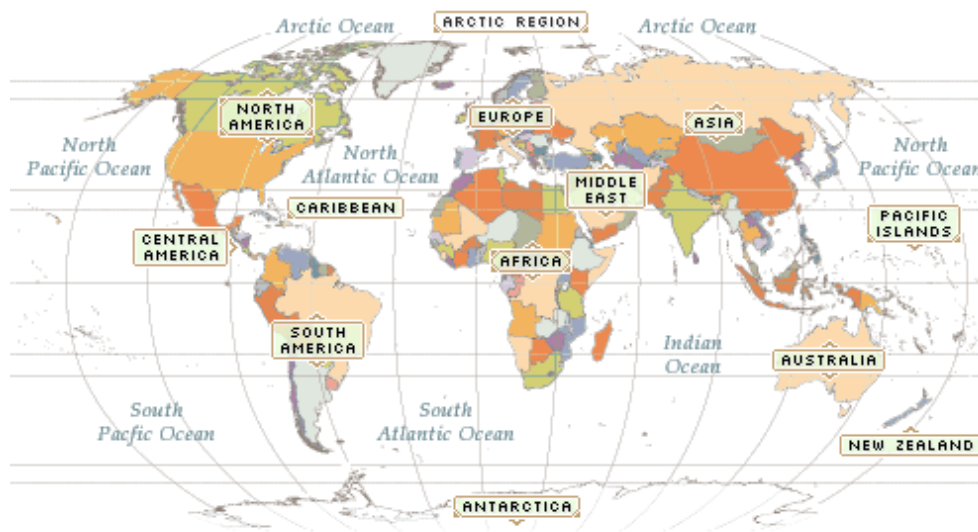 Arctic Ocean
ARCTIC REGION
Arctic Ocean
NORTH
AMERICA
EUROPE
ASIA
North
Pacific Ocean
North
Atlantic Ocean
North
Pacific Ocean
MIDDLE
EAST
CARIBBEAN
PACIFIC
ISLANDS
CENTRAL
AMERICA
AFRICA
SOUTH
AMERICA
Indian
Ocean
AUSTRALIA
South
Pacfic Ocean
South
Atlantic Ocean
NEW ZEALAND
ANTARCTICA